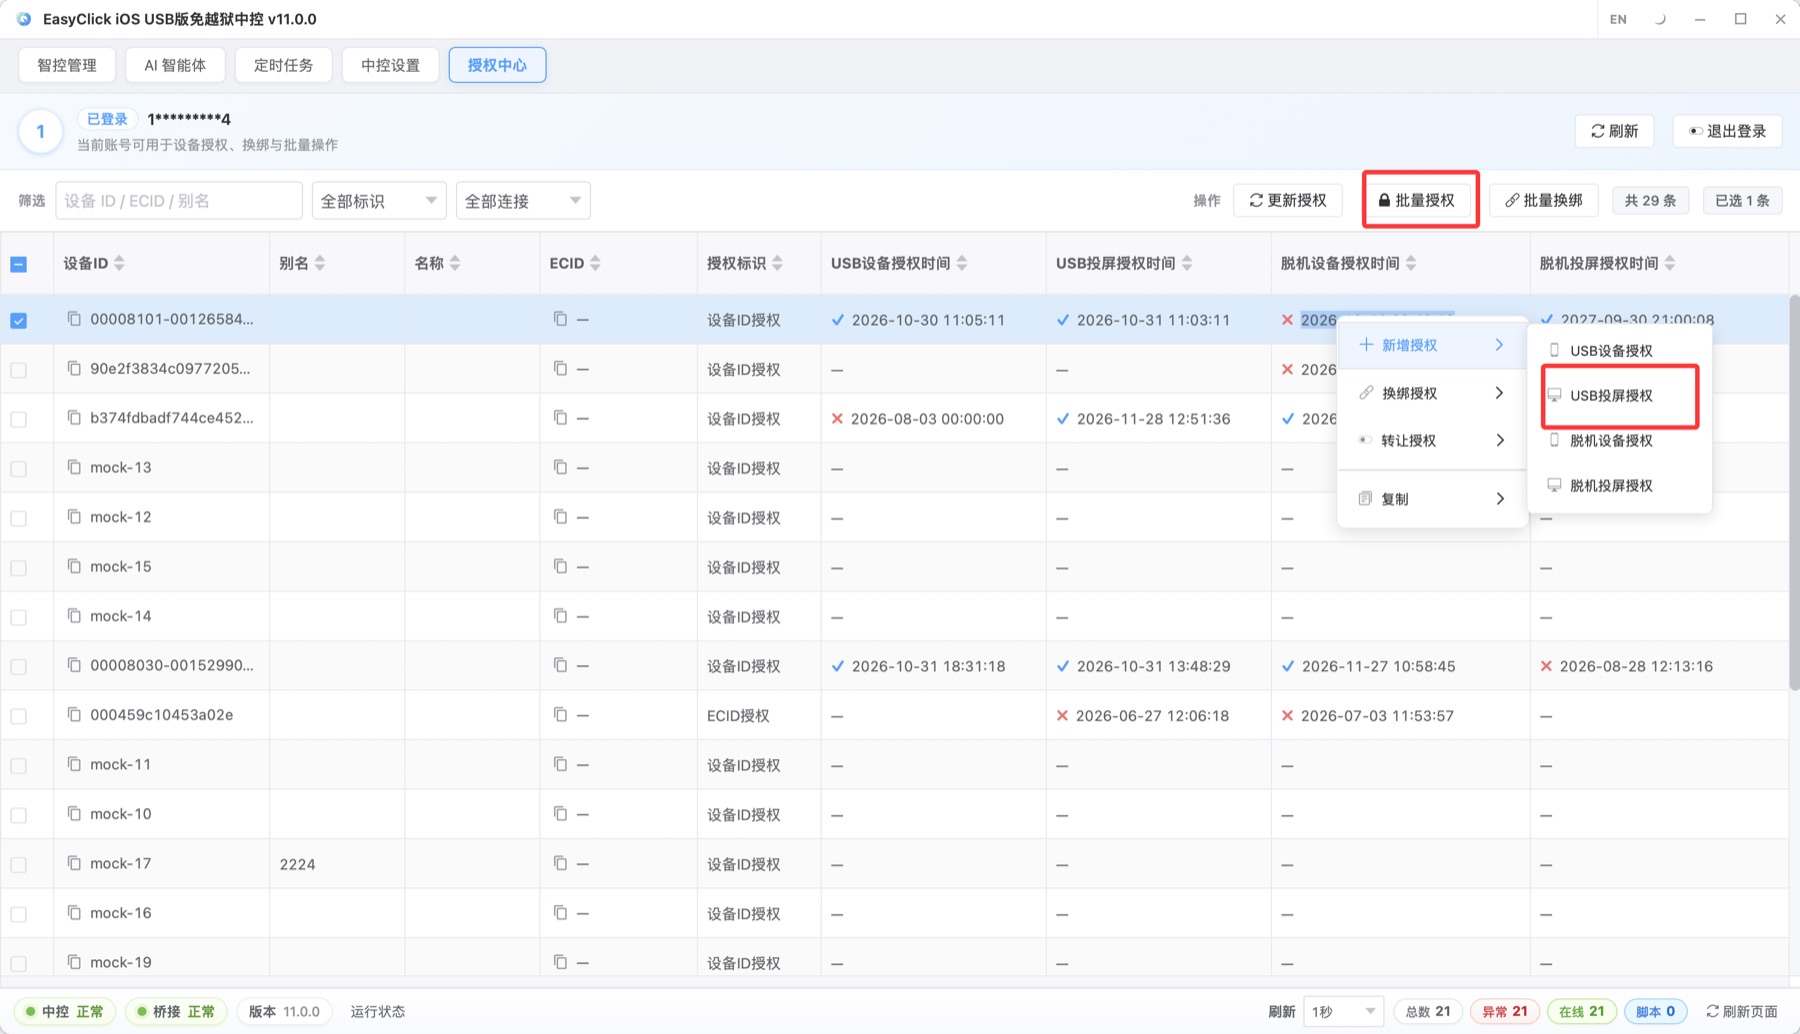 EasyClick iOS USB版免越狱中控 v11.0.0
EN
智控管理 AI 智能体 定时任务 中控设置 授权中心
1 已登录 1*********4
当前账号可用于设备授权、换绑与批量操作
刷新 退出登录
筛选 设备 ID / ECID / 别名 全部标识 全部连接 操作 更新授权 批量授权 批量换绑 共 29 条 已选 1 条
设备ID 别名 名称 ECID 授权标识 USB设备授权时间 USB投屏授权时间 脱机设备授权时间 脱机投屏授权时间
00008101-00126584... — 设备ID授权 2026-10-30 11:05:11 2026-10-31 11:03:11 2026 2027-09-30 21:00:08
90e2f3834c0977205... — 设备ID授权 — — 2026
b374fdbadf744ce452... — 设备ID授权 2026-08-03 00:00:00 2026-11-28 12:51:36 2026
mock-13 — 设备ID授权 — — —
mock-12 — 设备ID授权 — — — —
mock-15 — 设备ID授权 — — — —
mock-14 — 设备ID授权 — — — —
00008030-00152990... — 设备ID授权 2026-10-31 18:31:18 2026-10-31 13:48:29 2026-11-27 10:58:45 2026-08-28 12:13:16
000459c10453a02e — ECID授权 — 2026-06-27 12:06:18 2026-07-03 11:53:57 —
mock-11 — 设备ID授权 — — — —
mock-10 — 设备ID授权 — — — —
mock-17 2224 — 设备ID授权 — — — —
mock-16 — 设备ID授权 — — — —
mock-19 — 设备ID授权 — — — —
新增授权
换绑授权
转让授权
复制
USB设备授权
USB投屏授权
脱机设备授权
脱机投屏授权
中控 正常 桥接 正常 版本 11.0.0 运行状态 刷新 1秒 总数 21 异常 21 在线 21 脚本 0 刷新页面